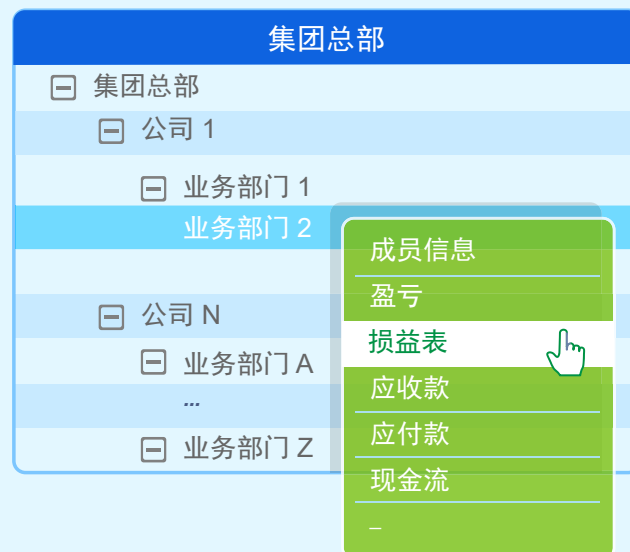 集团总部
集团总部
公司 1
业务部门 1
业务部门 2
公司 N
业务部门 A
...
业务部门 Z
成员信息
盈亏
损益表
应收款
应付款
现金流
–